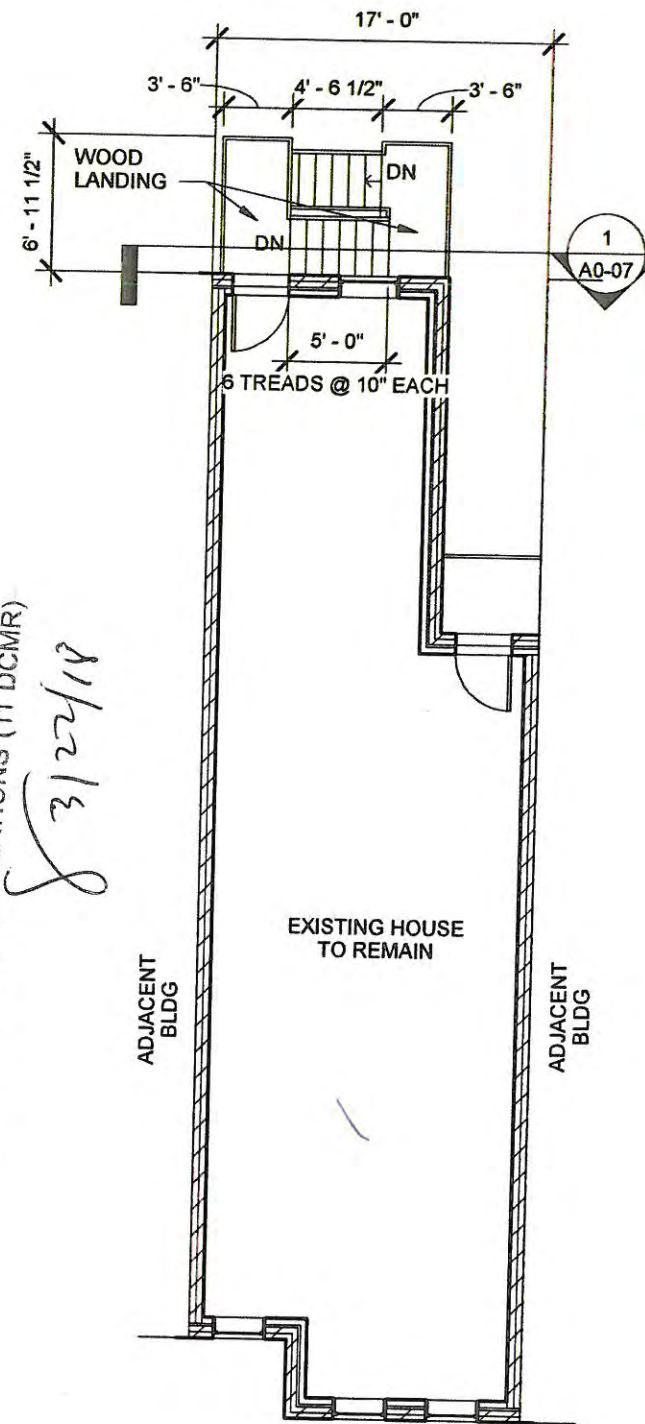 17' - 0"
3' - 6"
4' - 6 1/2"
3' - 6"
6' - 11 1/2"
WOOD
LANDING
DN
DN
1
A0-07
5' - 0"
6 TREADS @ 10" EACH
(11 DCMR)
3/22/18
EXISTING HOUSE
TO REMAIN
ADJACENT
BLDG
ADJACENT
BLDG